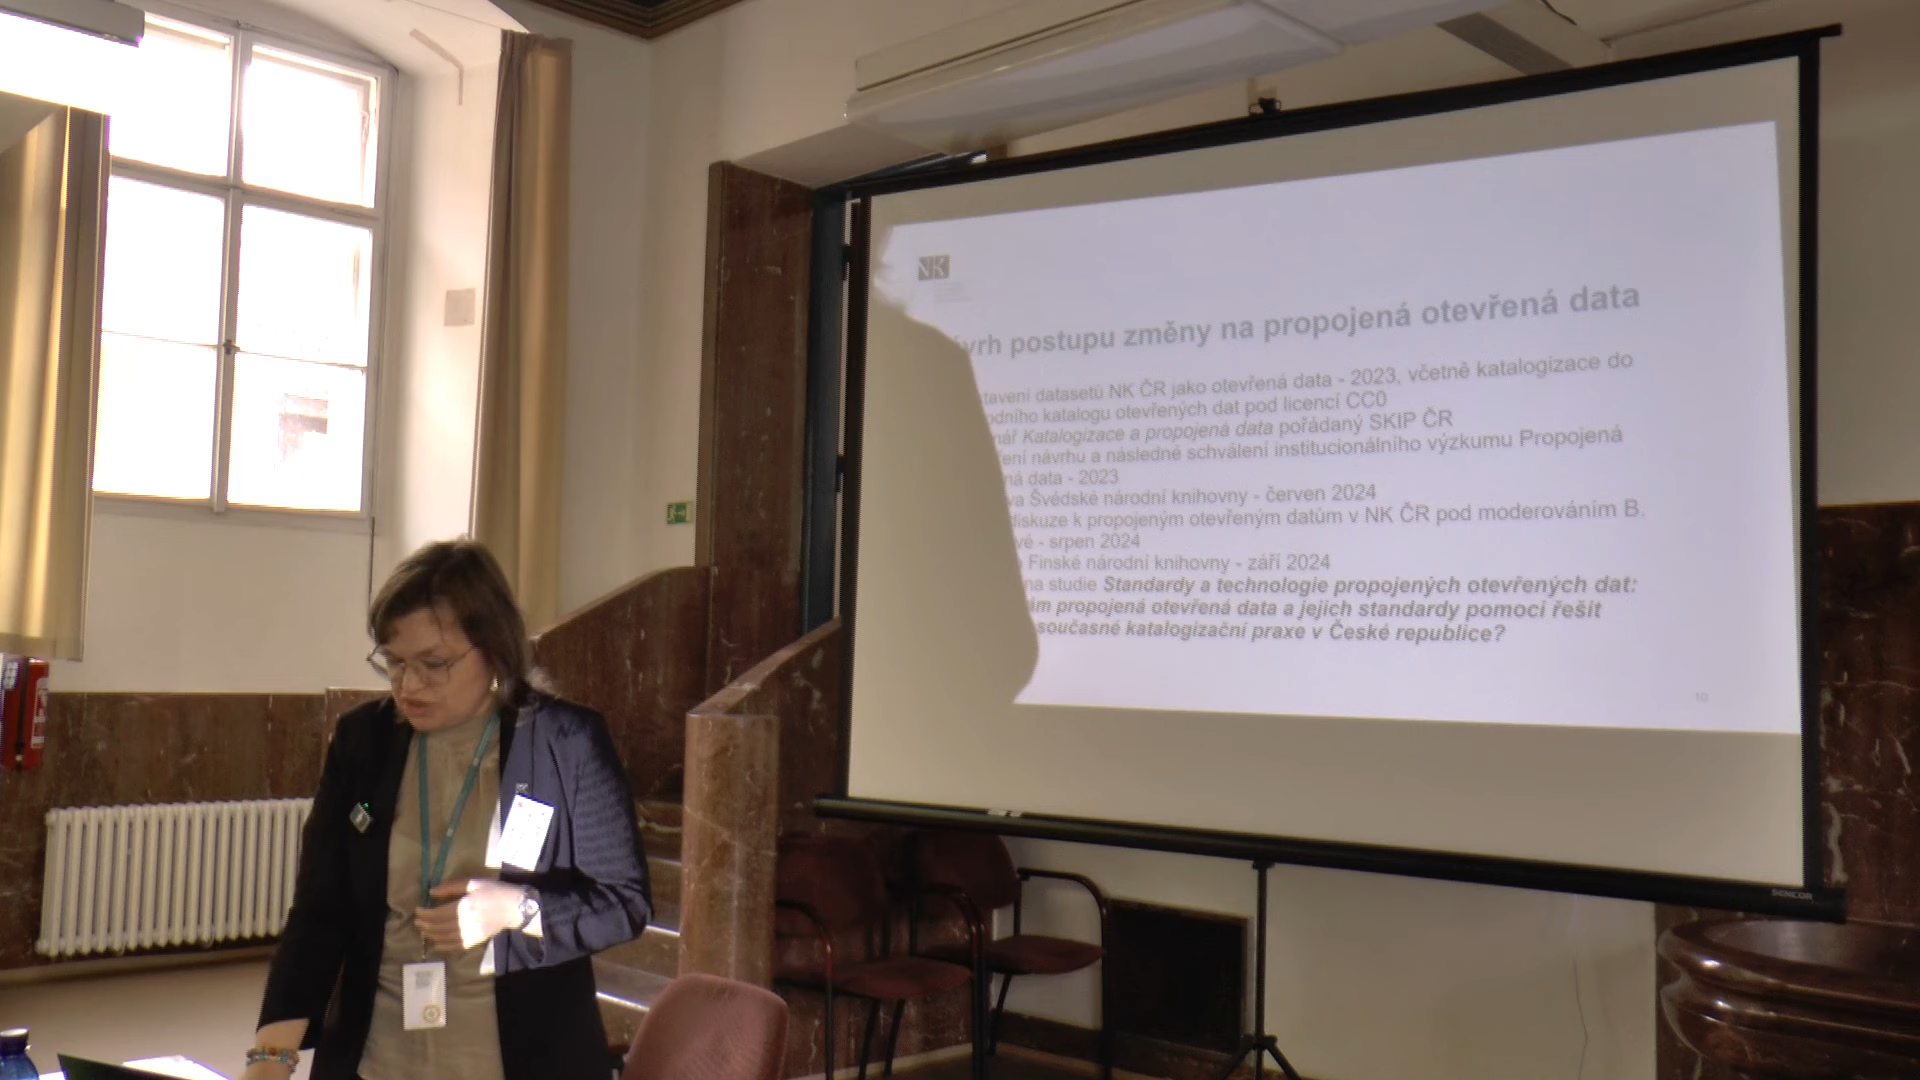 NK
vrh postupu změny na propojená otevřená data
tavení datasetů NK ČR jako otevřená data - 2023, včetně katalogizace do
odního katalogu otevřených dat pod licencí CC0
nář Katalogizace a propojená data pořádaný SKIP ČR
ení návrhu a následné schválení institucionálního výzkumu Propojená
ná data - 2023
va Švédské národní knihovny - červen 2024
diskuze k propojeným otevřeným datům v NK ČR pod moderováním B.
vé - srpen 2024
Finské národní knihovny - září 2024
na studie Standardy a technologie propojených otevřených dat:
ám propojená otevřená data a jejich standardy pomoci řešit
současné katalogizační praxe v České republice?
10
SENCOR